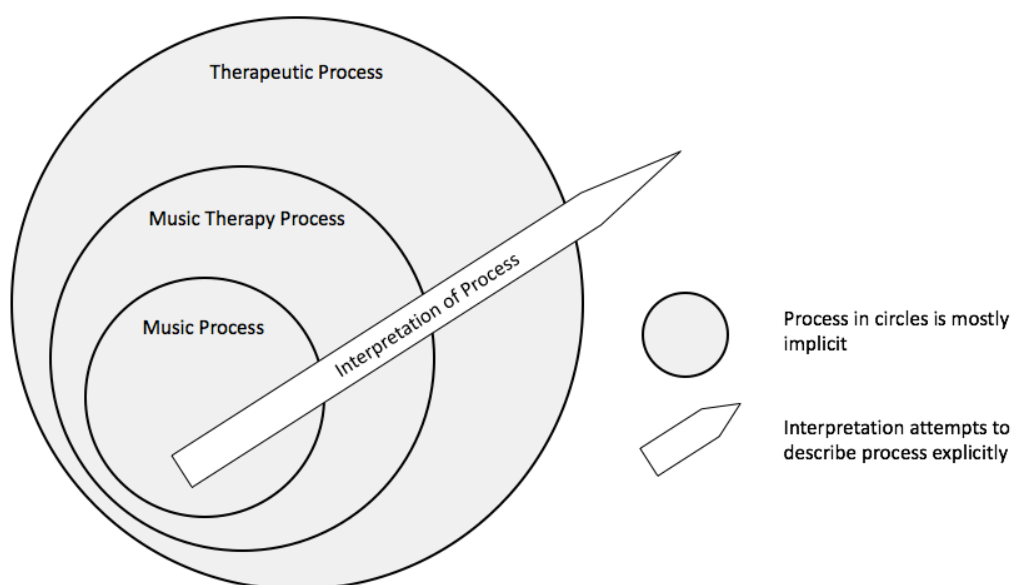 Therapeutic Process
Music Therapy Process
Music Process
Interpretation of Process
Process in circles is mostly
implicit
Interpretation attempts to
describe process explicitly